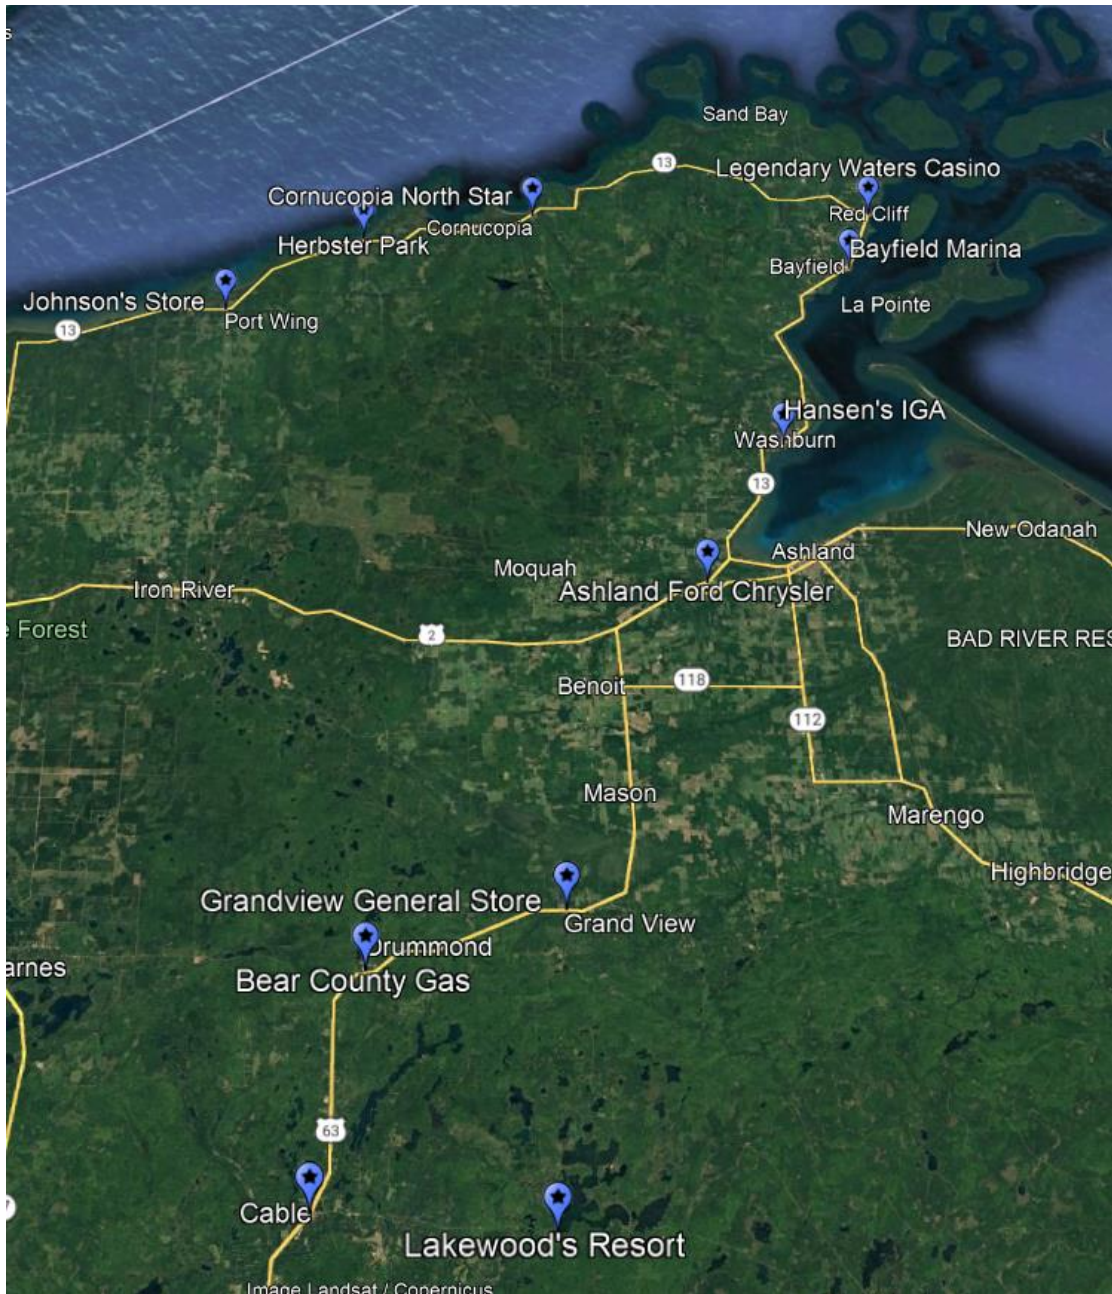 s
Sand Bay
13
Legendary Waters Casino
Cornucopia North Star
Red Cliff
Cornucopia
Herbster Park
Bayfield Marina
Bayfield
Johnson's Store
La Pointe
Port Wing
13
Hansen's IGA
Washburn
13
New Odanah
Ashland
Moquah
Iron River
Ashland Ford Chrysler
e Forest
2
BAD RIVER RES
Benoit
118
112
Mason
Marengo
Highbridge
Grandview General Store
Grand View
Drummond
arnes
Bear County Gas
63
Cable
Lakewood's Resort
Image Landsat / Copernicus